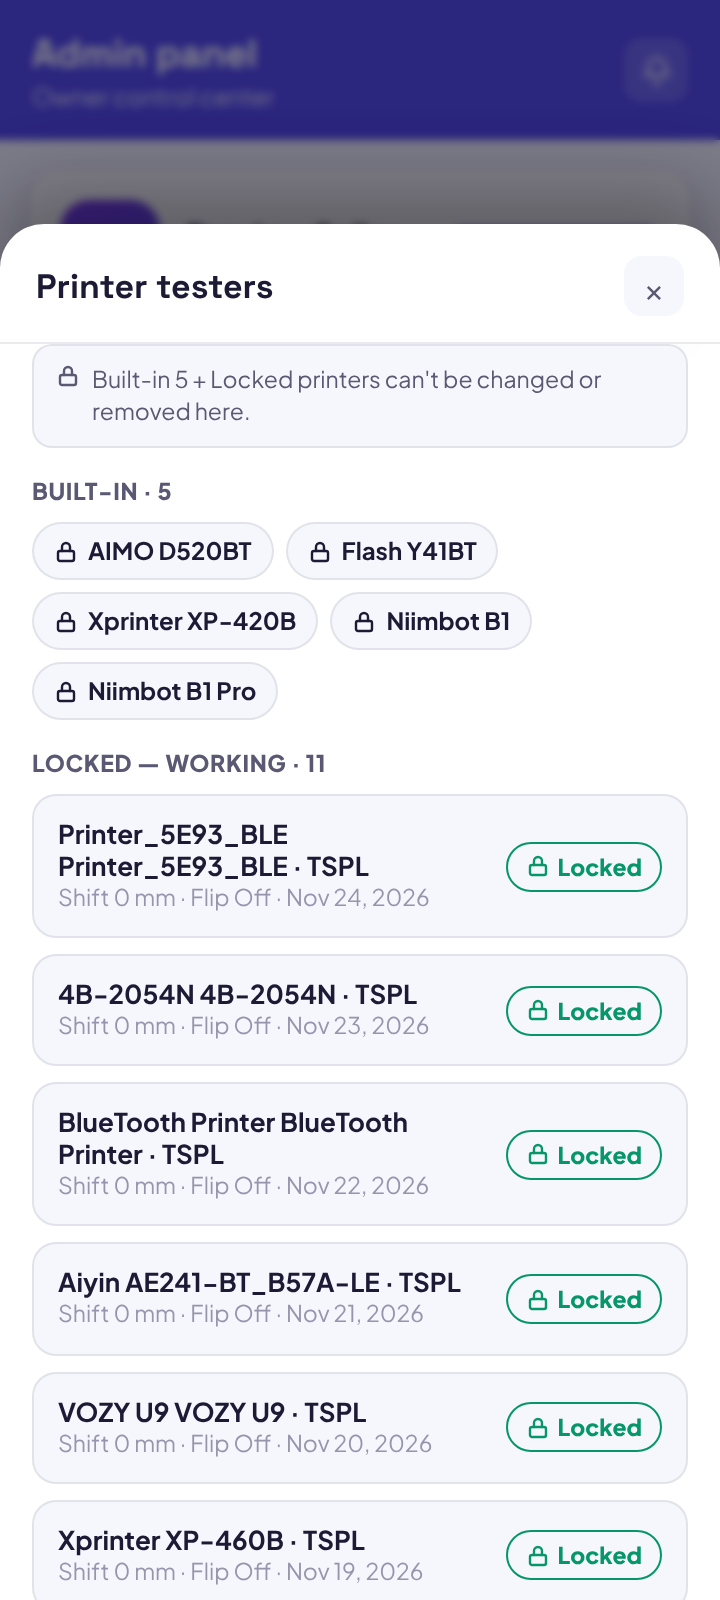 Admin panel
Owner control center
Printer testers
×
Built-in 5 + Locked printers can't be changed or
removed here.
BUILT-IN · 5
AIMO D520BT
Flash Y41BT
Xprinter XP-420B
Niimbot B1
Niimbot B1 Pro
LOCKED — WORKING · 11
Printer_5E93_BLE
Printer_5E93_BLE · TSPL
Shift 0 mm · Flip Off · Nov 24, 2026
Locked
4B-2054N 4B-2054N · TSPL
Shift 0 mm · Flip Off · Nov 23, 2026
Locked
BlueTooth Printer BlueTooth
Printer · TSPL
Shift 0 mm · Flip Off · Nov 22, 2026
Locked
Aiyin AE241-BT_B57A-LE · TSPL
Shift 0 mm · Flip Off · Nov 21, 2026
Locked
VOZY U9 VOZY U9 · TSPL
Shift 0 mm · Flip Off · Nov 20, 2026
Locked
Xprinter XP-460B · TSPL
Shift 0 mm · Flip Off · Nov 19, 2026
Locked